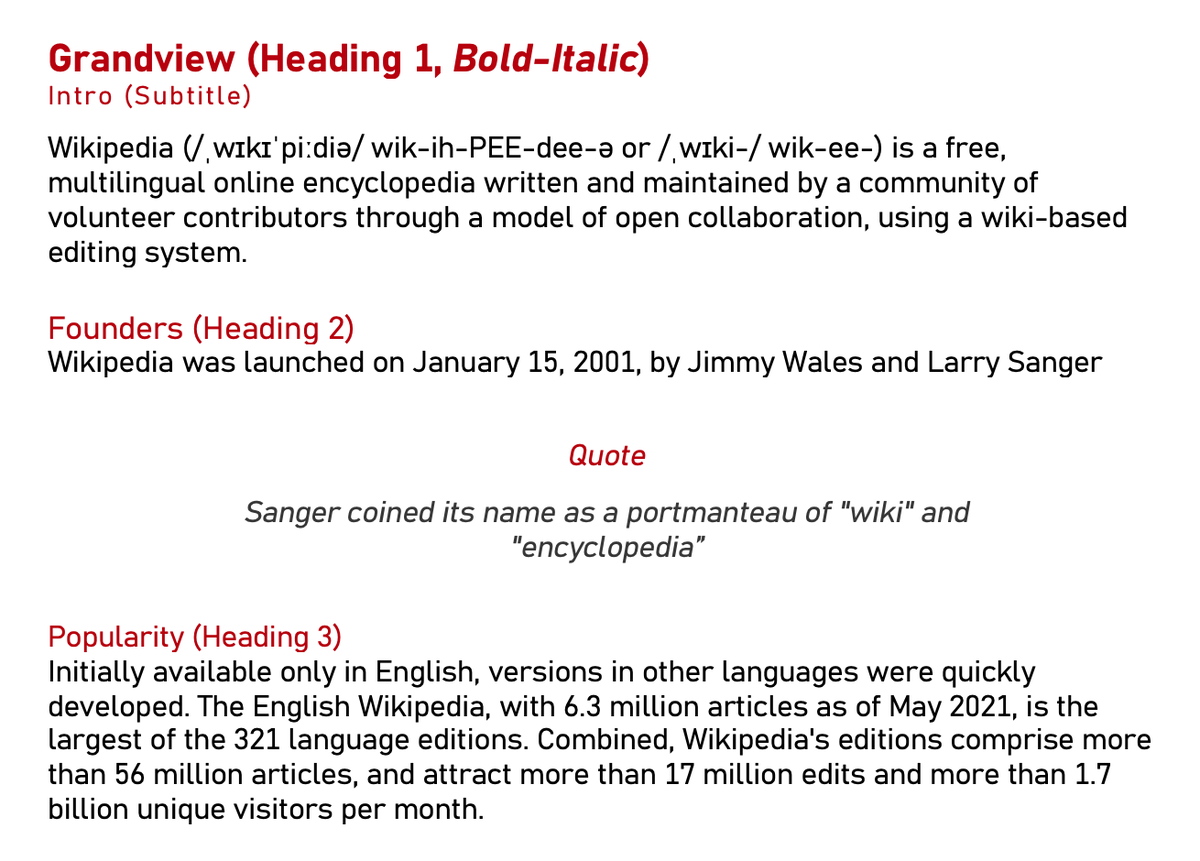 Grandview (Heading 1, Bold-Italic)
Intro (Subtitle)
Wikipedia (/ˌwɪkɪˈpiːdiə/ wik-ih-PEE-dee-ə or /ˌwɪki-/ wik-ee-) is a free,
multilingual online encyclopedia written and maintained by a community of
volunteer contributors through a model of open collaboration, using a wiki-based
editing system.
Founders (Heading 2)
Wikipedia was launched on January 15, 2001, by Jimmy Wales and Larry Sanger
Quote
Sanger coined its name as a portmanteau of "wiki" and
"encyclopedia”
Popularity (Heading 3)
Initially available only in English, versions in other languages were quickly
developed. The English Wikipedia, with 6.3 million articles as of May 2021, is the
largest of the 321 language editions. Combined, Wikipedia's editions comprise more
than 56 million articles, and attract more than 17 million edits and more than 1.7
billion unique visitors per month.